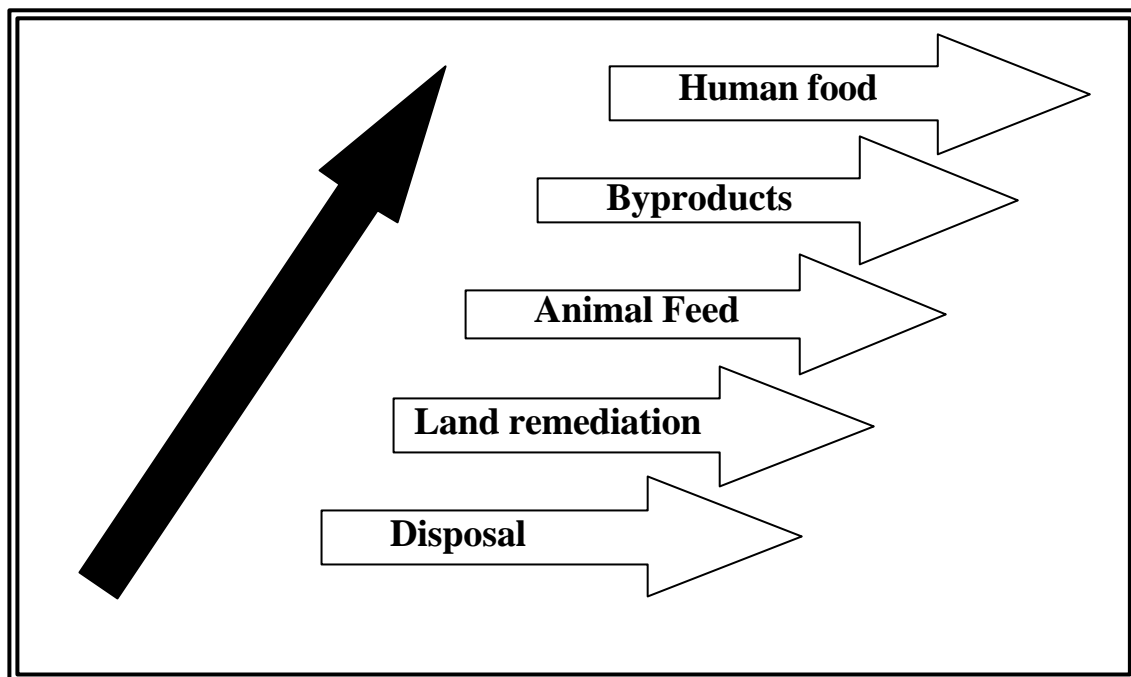 Human food
Byproducts
Animal Feed
Land remediation
Disposal